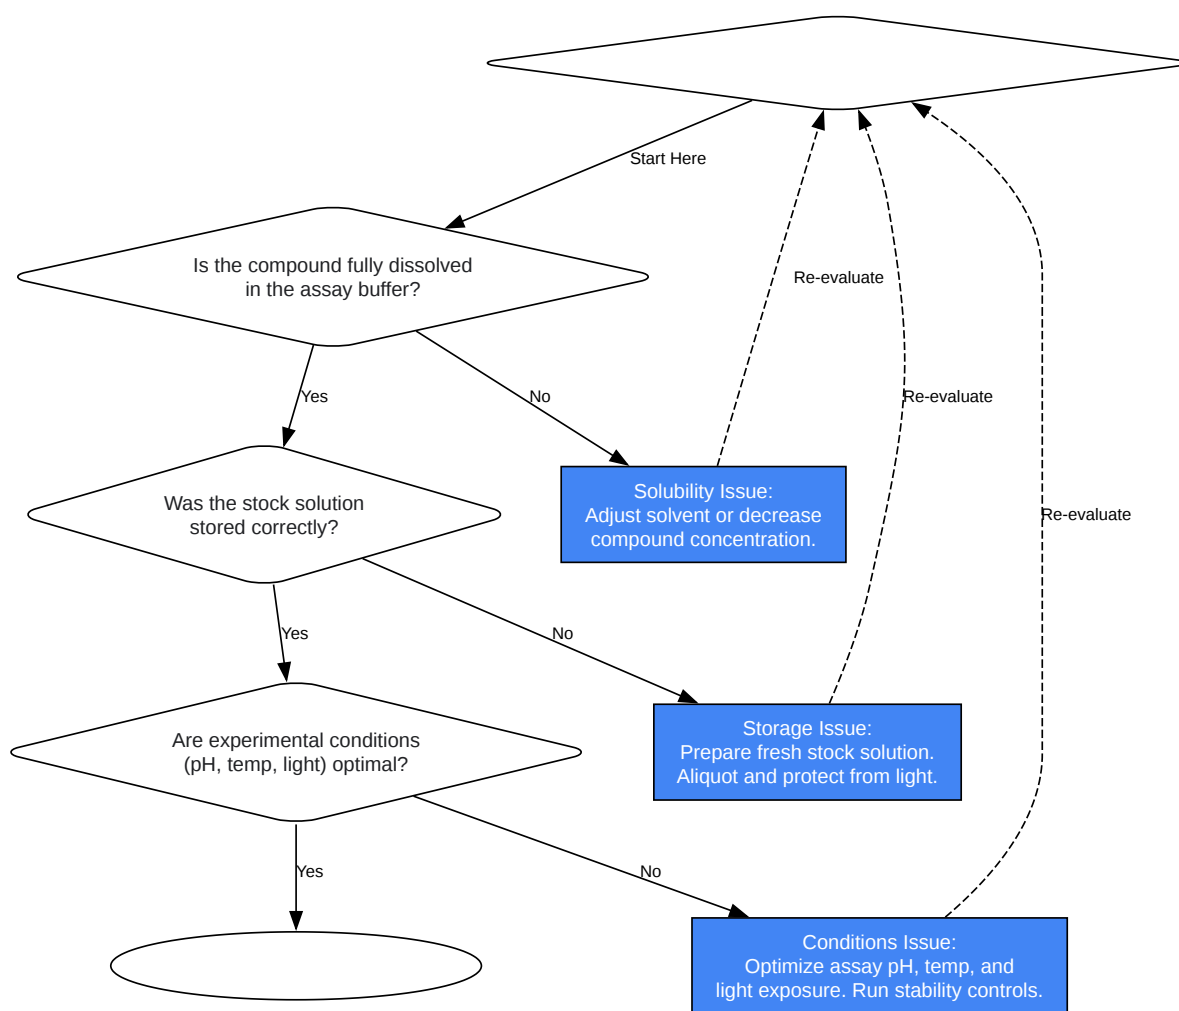 Start Here
Is the compound fully dissolved
in the assay buffer?
Re-evaluate
Yes
No
Re-evaluate
Solubility Issue:
Adjust solvent or decrease
compound concentration.
Was the stock solution
stored correctly?
Re-evaluate
Yes
No
Storage Issue:
Prepare fresh stock solution.
Aliquot and protect from light.
Are experimental conditions
(pH, temp, light) optimal?
Yes
No
Conditions Issue:
Optimize assay pH, temp, and
light exposure. Run stability controls.